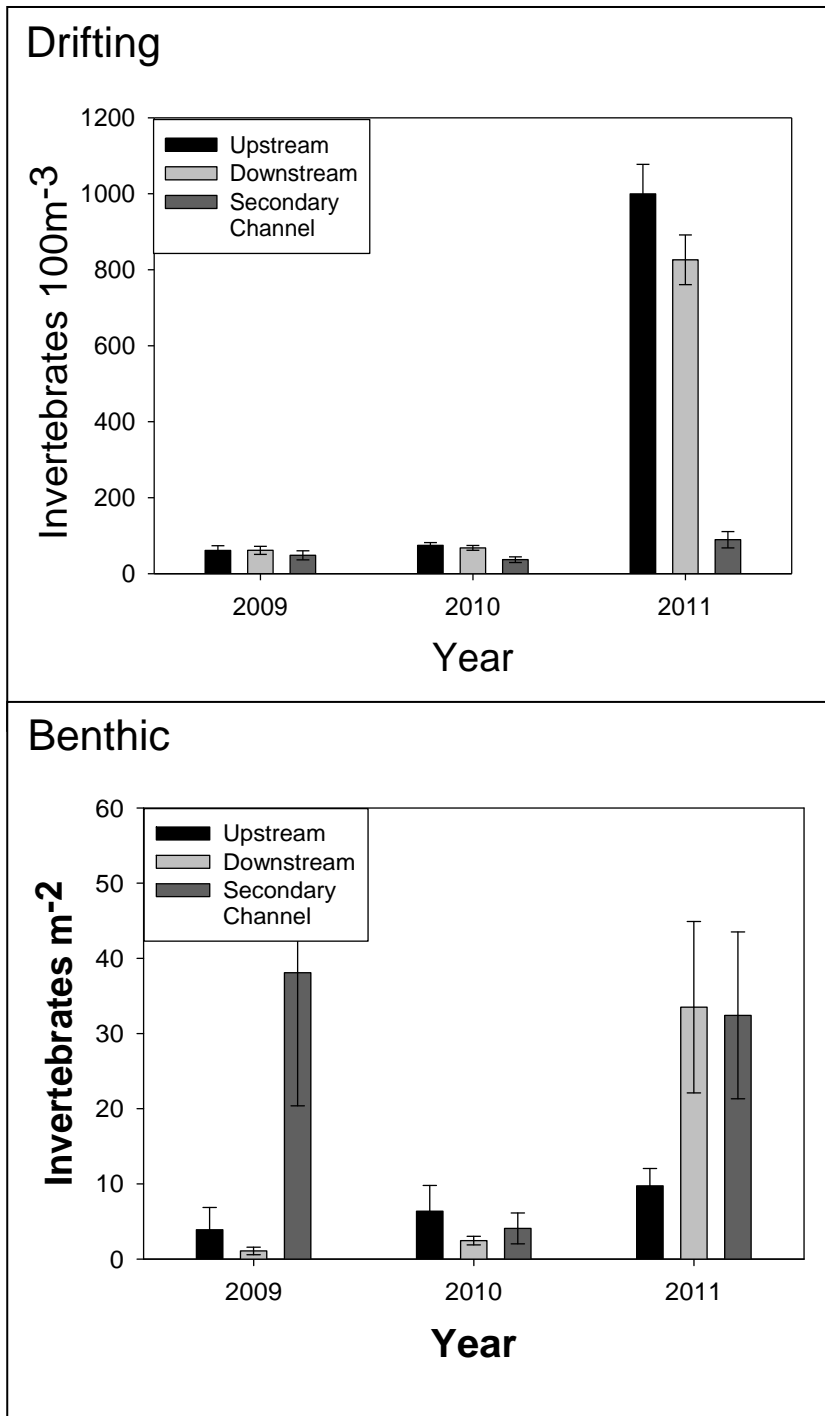 Drifting
1200
1000
800
600
400
200
0
Invertebrates 100m-3
Upstream
Downstream
Secondary
Channel
2009
2010
2011
Year
Benthic
60
50
40
30
20
10
0
Invertebrates m-2
Upstream
Downstream
Secondary
Channel
2009
2010
2011
Year